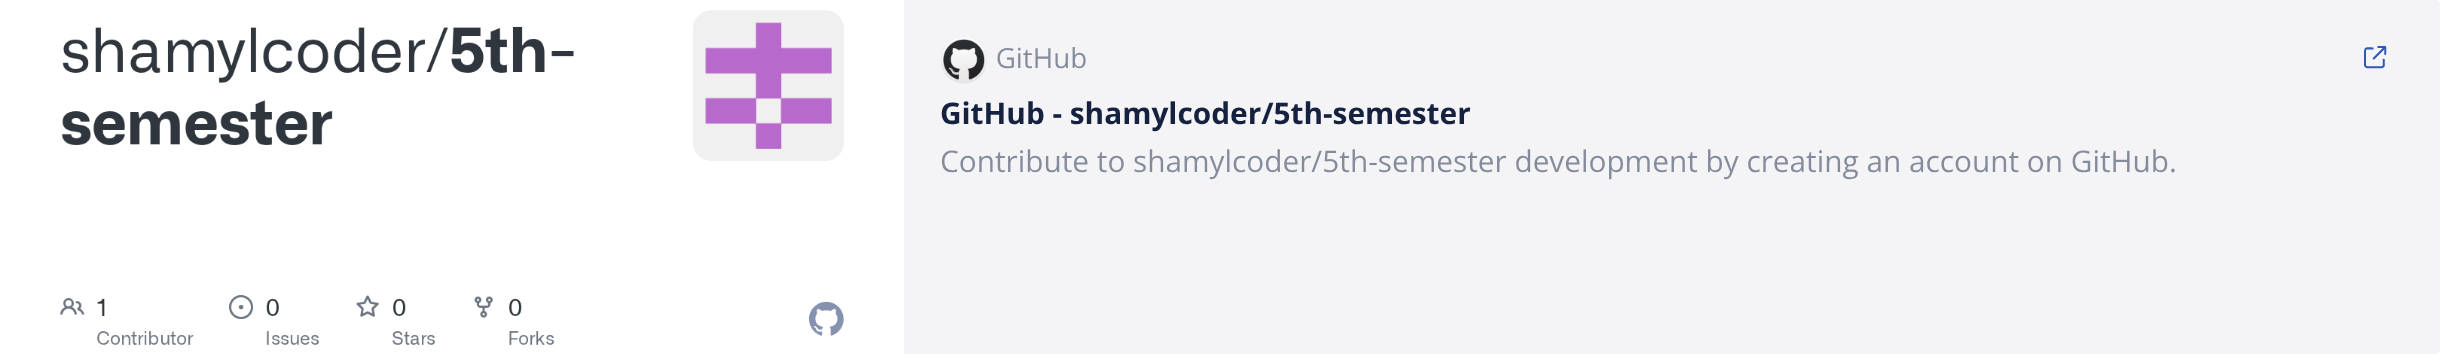 shamylcoder/5th-
semester
1
Contributor
0
Issues
0
Stars
0
Forks
GitHub
GitHub - shamylcoder/5th-semester
Contribute to shamylcoder/5th-semester development by creating an account on GitHub.